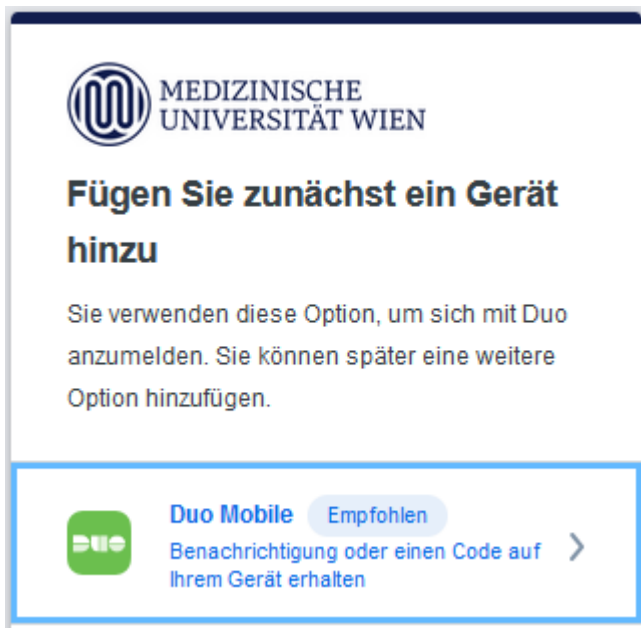 MEDIZINISCHE
UNIVERSITÄT WIEN
Fügen Sie zunächst ein Gerät
hinzu
Sie verwenden diese Option, um sich mit Duo
anzumelden. Sie können später eine weitere
Option hinzufügen.
Duo Mobile Empfohlen
DUO
Benachrichtigung oder einen Code auf
Ihrem Gerät erhalten